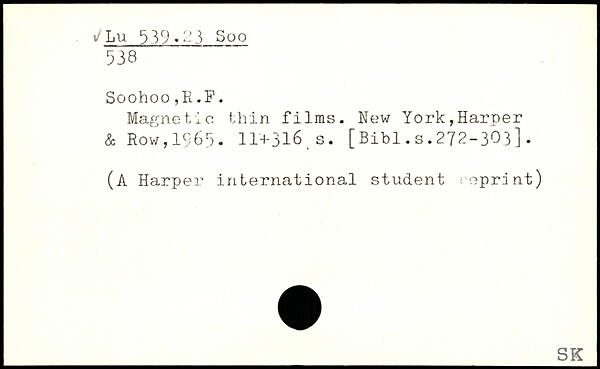 ✓Lu 539.23 Soo
538
Soohoo,R.F.
Magnetic thin films. New York,Harper
& Row,1965. 11+316 s. [Bibl.s.272-303].
(A Harper international student reprint)
SK